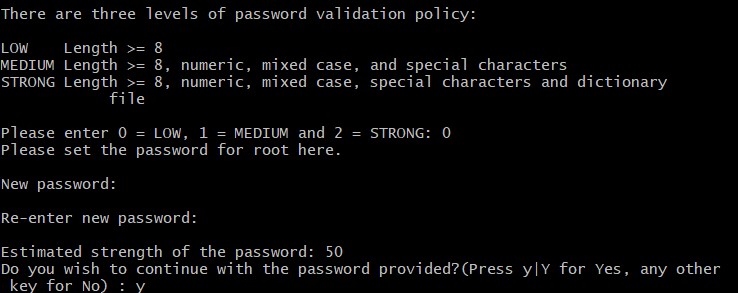 There are three levels of password validation policy:
LOW    Length >= 8
MEDIUM Length >= 8, numeric, mixed case, and special characters
STRONG Length >= 8, numeric, mixed case, special characters and dictionary
file
Please enter 0 = LOW, 1 = MEDIUM and 2 = STRONG: 0
Please set the password for root here.
New password:
Re-enter new password:
Estimated strength of the password: 50
Do you wish to continue with the password provided?(Press y|Y for Yes, any other
key for No) : y